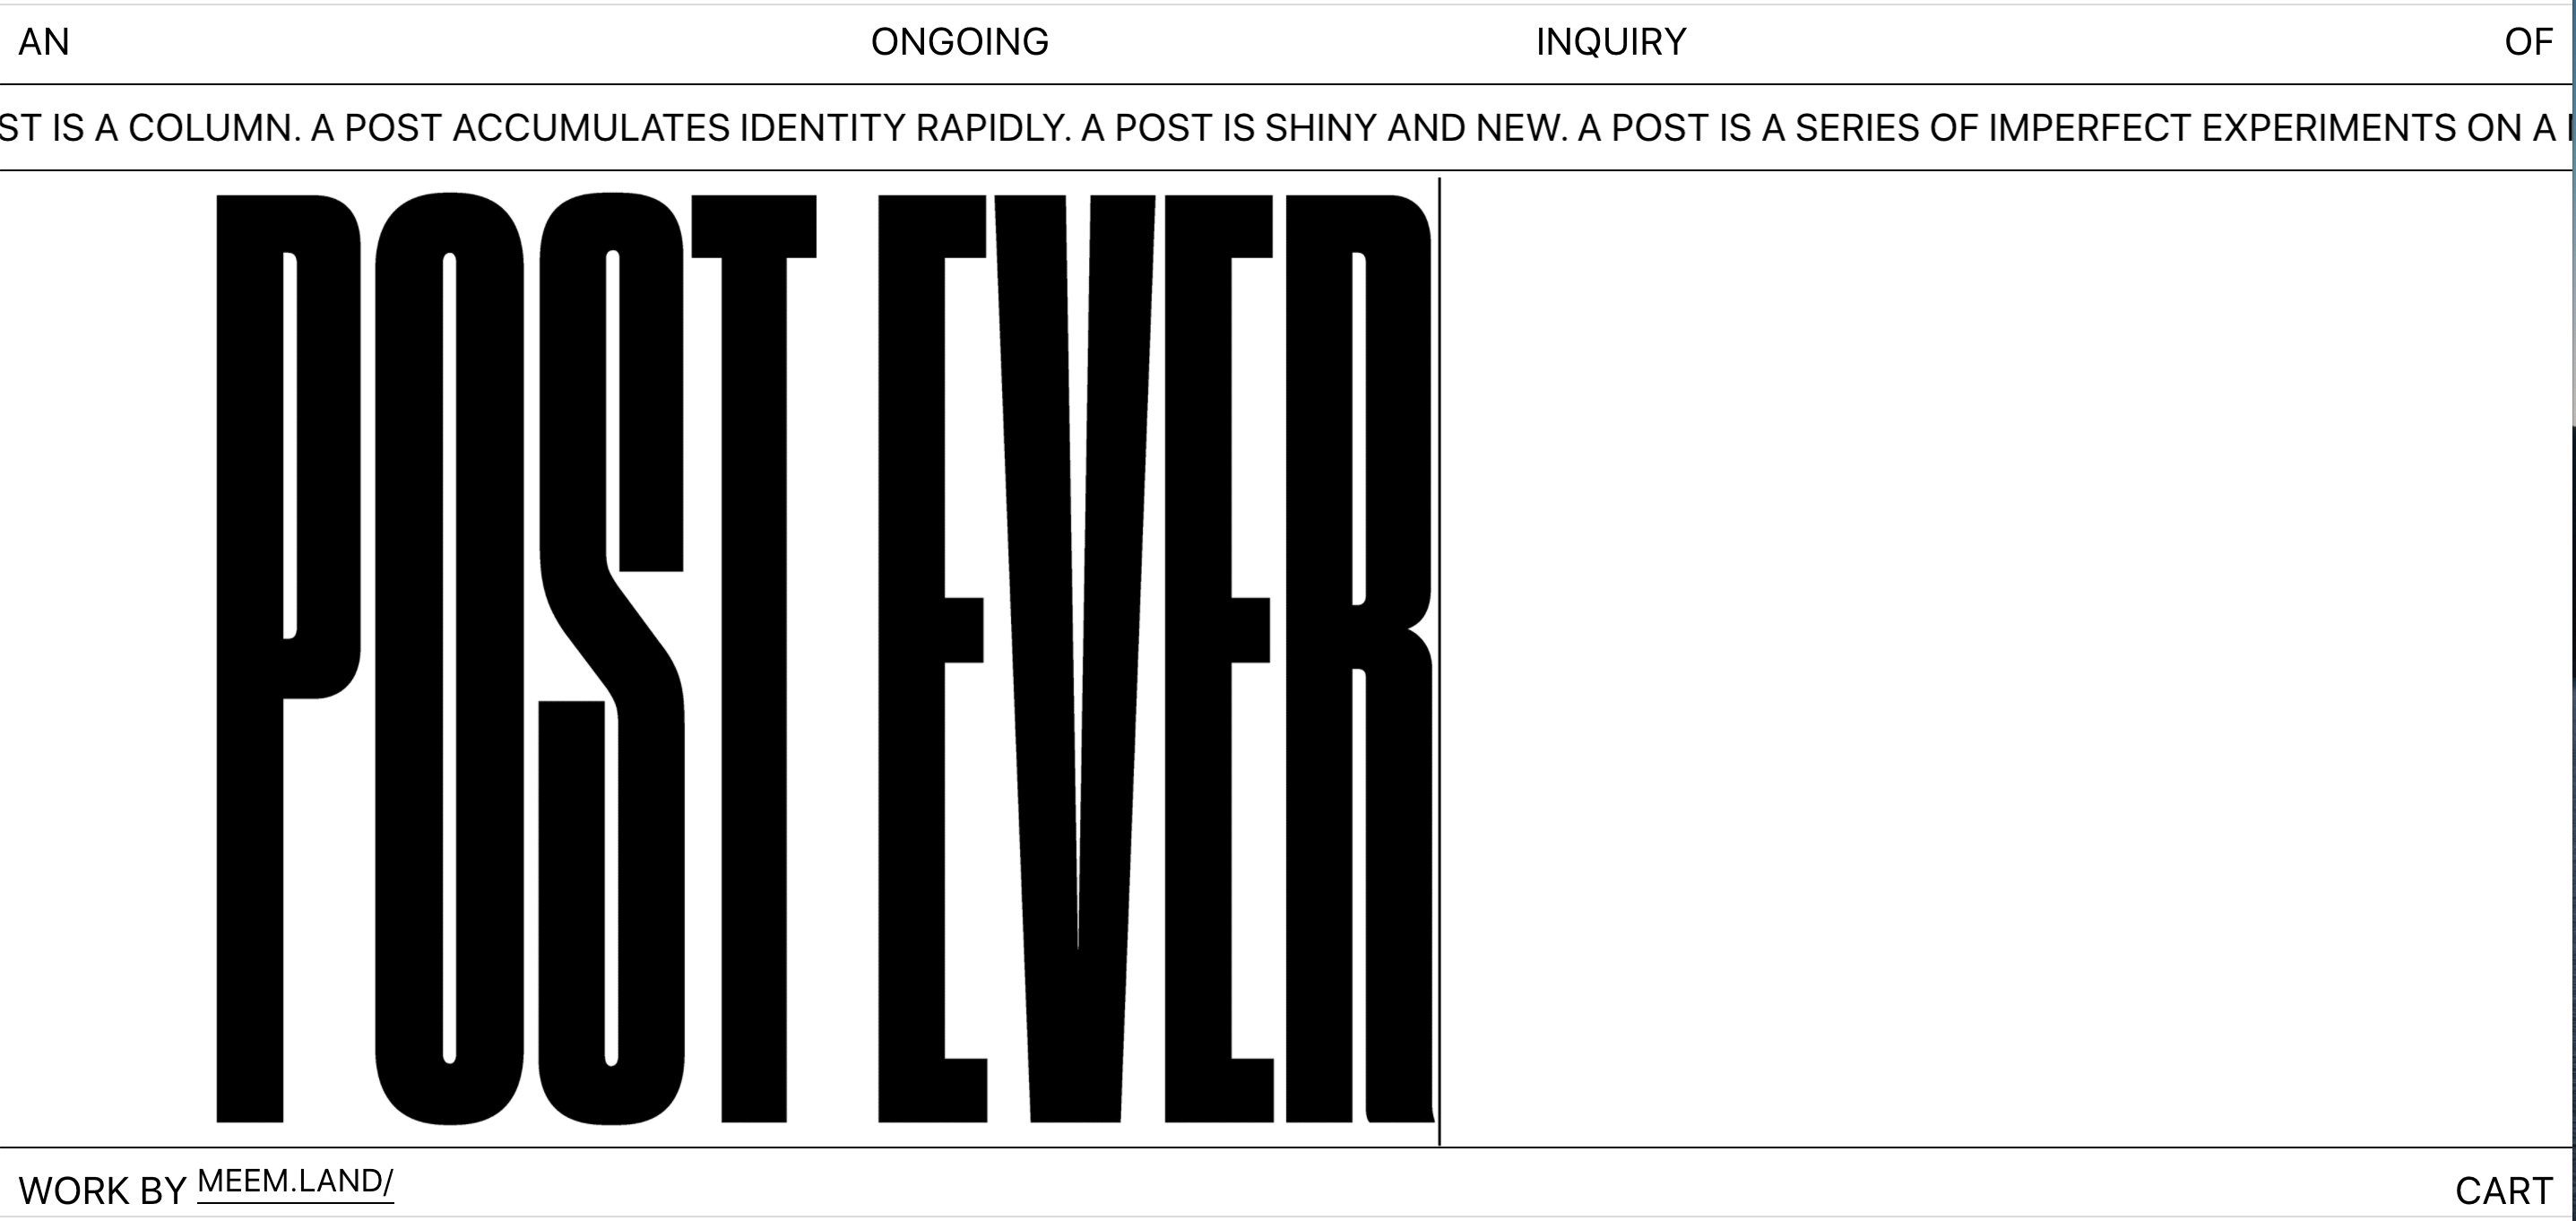 AN ONGOING INQUIRY OF
ST IS A COLUMN. A POST ACCUMULATES IDENTITY RAPIDLY. A POST IS SHINY AND NEW. A POST IS A SERIES OF IMPERFECT EXPERIMENTS ON A
POST EVER
WORK BY MEEM.LAND/ CART